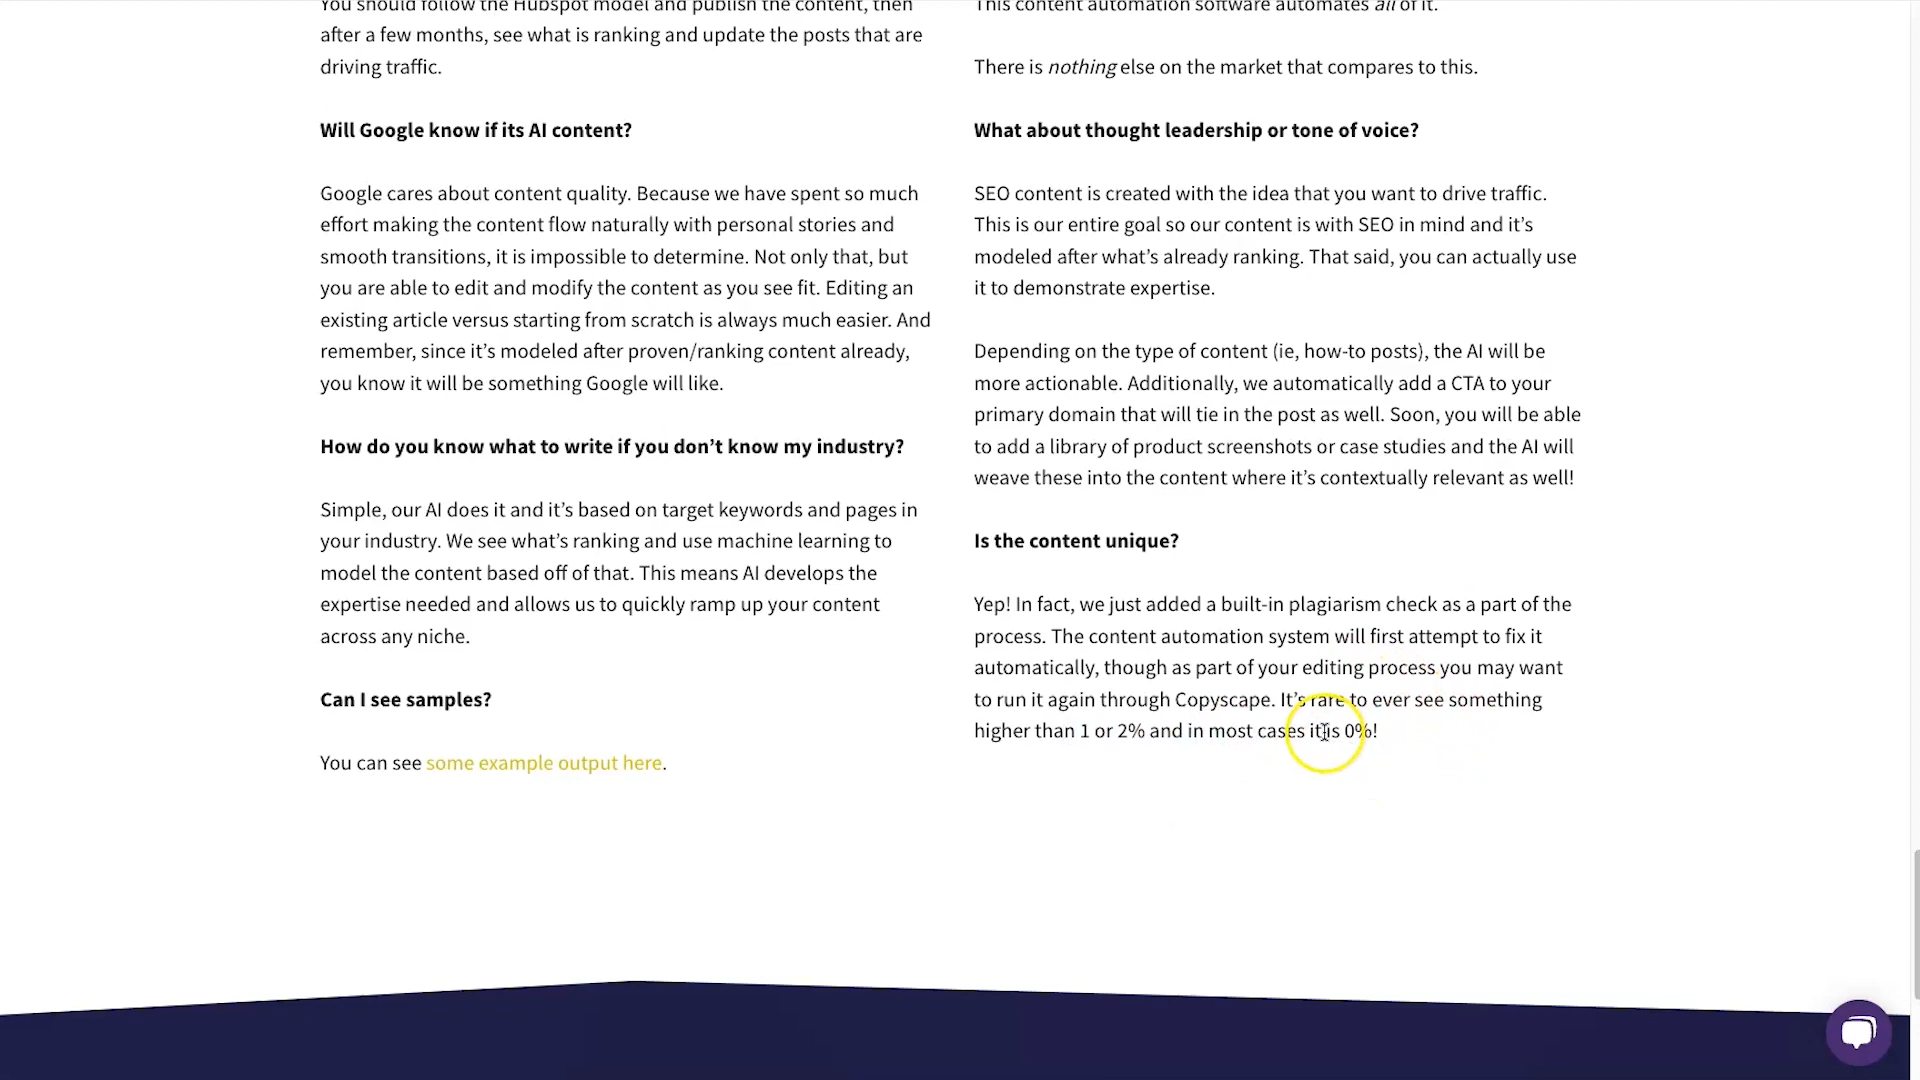 You should follow the Hubspot model and publish the content, then
after a few months, see what is ranking and update the posts that are
driving traffic.
Will Google know if its AI content?
Google cares about content quality. Because we have spent so much
effort making the content flow naturally with personal stories and
smooth transitions, it is impossible to determine. Not only that, but
you are able to edit and modify the content as you see fit. Editing an
existing article versus starting from scratch is always much easier. And
remember, since it’s modeled after proven/ranking content already,
you know it will be something Google will like.
How do you know what to write if you don’t know my industry?
Simple, our AI does it and it’s based on target keywords and pages in
your industry. We see what’s ranking and use machine learning to
model the content based off of that. This means AI develops the
expertise needed and allows us to quickly ramp up your content
across any niche.
Can I see samples?
You can see some example output here.
This content automation software automates all of it.
There is nothing else on the market that compares to this.
What about thought leadership or tone of voice?
SEO content is created with the idea that you want to drive traffic.
This is our entire goal so our content is with SEO in mind and it’s
modeled after what’s already ranking. That said, you can actually use
it to demonstrate expertise.
Depending on the type of content (ie, how-to posts), the AI will be
more actionable. Additionally, we automatically add a CTA to your
primary domain that will tie in the post as well. Soon, you will be able
to add a library of product screenshots or case studies and the AI will
weave these into the content where it’s contextually relevant as well!
Is the content unique?
Yep! In fact, we just added a built-in plagiarism check as a part of the
process. The content automation system will first attempt to fix it
automatically, though as part of your editing process you may want
to run it again through Copyscape. It’s rare to ever see something
higher than 1 or 2% and in most cases it is 0%!